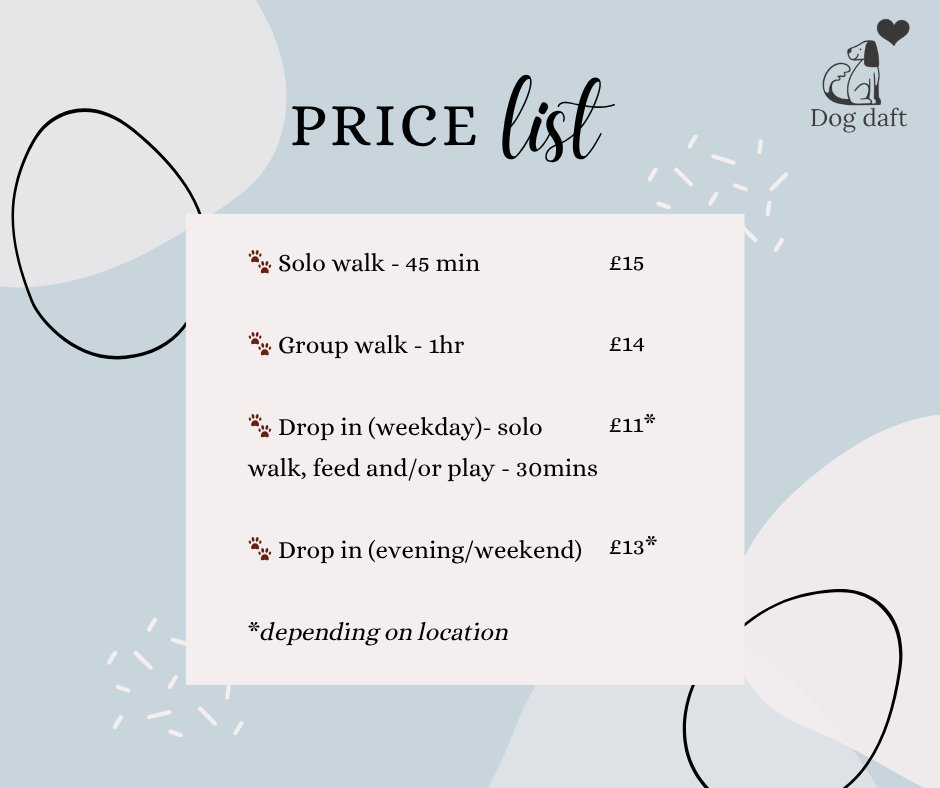 Dog daft
PRICE list
🐾 Solo walk - 45 min £15
🐾 Group walk - 1hr £14
🐾 Drop in (weekday)- solo £11*
walk, feed and/or play - 30mins
🐾 Drop in (evening/weekend) £13*
*depending on location